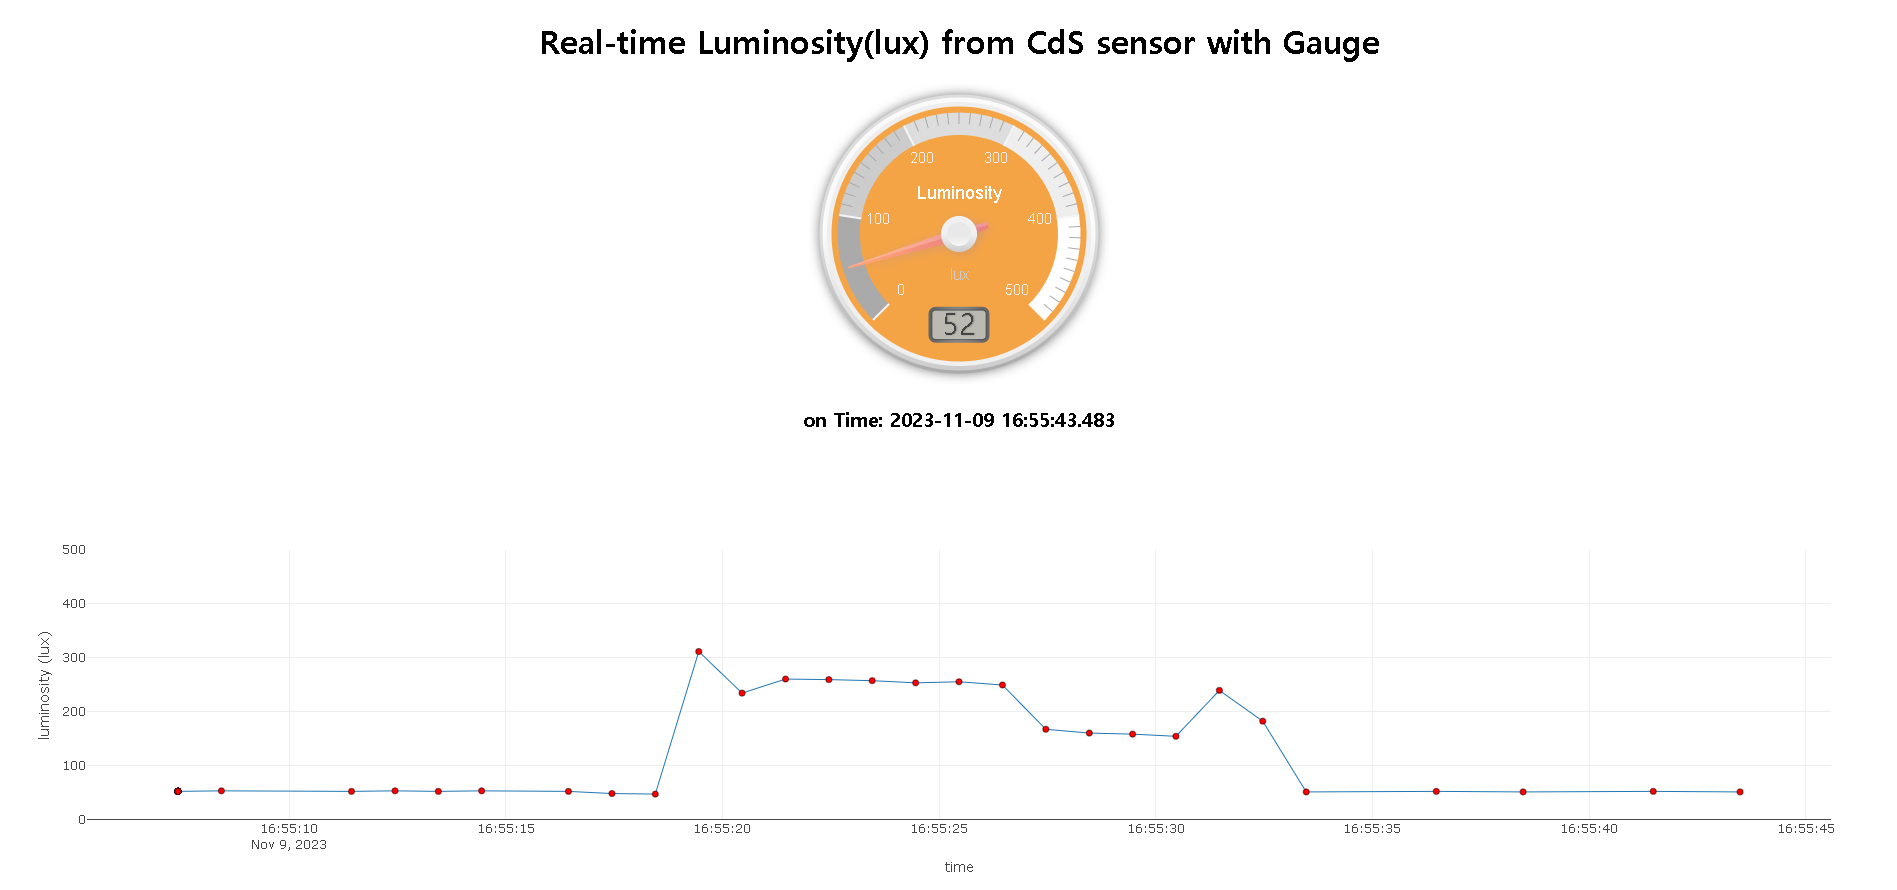 Real-time Luminosity(lux) from CdS sensor with Gauge
200 300
Luminosity
100 400
lux
0 500
52
on Time: 2023-11-09 16:55:43.483
500
400
300
200
100
0
luminosity (lux)
16:55:10 16:55:15 16:55:20 16:55:25 16:55:30 16:55:35 16:55:40 16:55:45
Nov 9, 2023
time